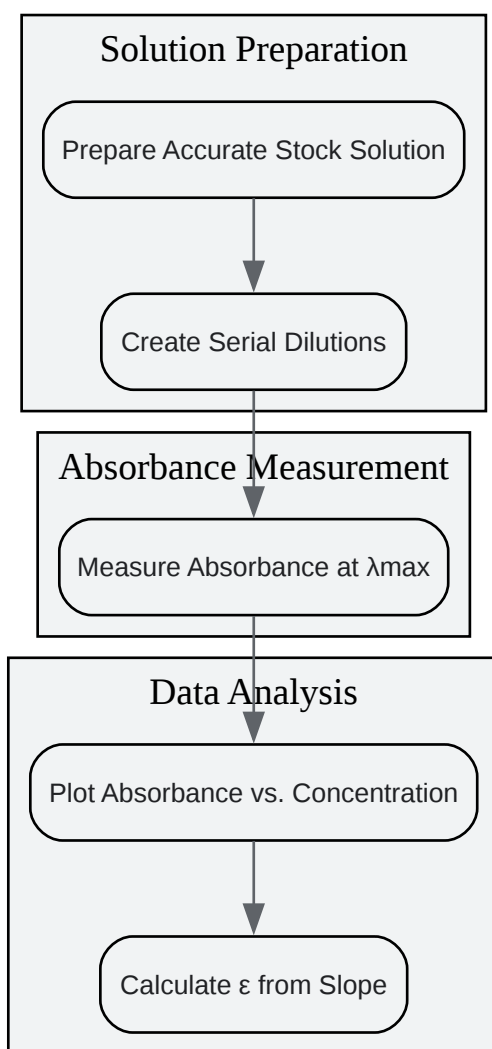 Solution Preparation
Prepare Accurate Stock Solution
Create Serial Dilutions
Absorbance Measurement
Measure Absorbance at λmax
Data Analysis
Plot Absorbance vs. Concentration
Calculate ε from Slope